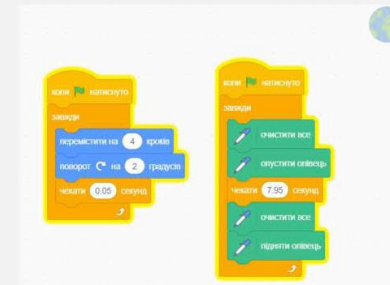 коли натиснуто
завжди
перемістити на 4 кроків
поворот на 2 градусів
чекати 0.05 секунд
коли натиснуто
завжди
очистити все
опустити олівець
чекати 7.95 секунд
очистити все
підняти олівець